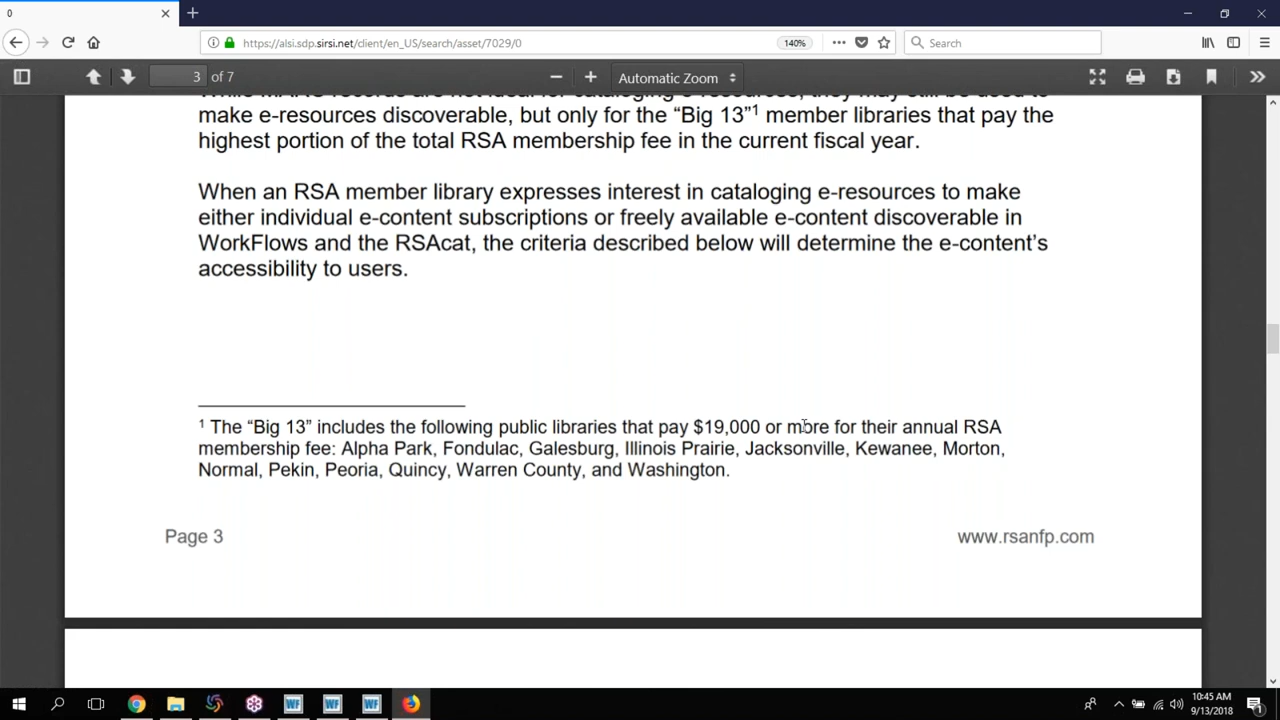 0
https://alsi.sdp.sirsi.net/client/en_US/search/asset/7029/0
140%
Search
3 of 7
Automatic Zoom
make e-resources discoverable, but only for the “Big 13”¹ member libraries that pay the
highest portion of the total RSA membership fee in the current fiscal year.
When an RSA member library expresses interest in cataloging e-resources to make
either individual e-content subscriptions or freely available e-content discoverable in
WorkFlows and the RSAcat, the criteria described below will determine the e-content’s
accessibility to users.
¹ The “Big 13” includes the following public libraries that pay $19,000 or more for their annual RSA
membership fee: Alpha Park, Fondulac, Galesburg, Illinois Prairie, Jacksonville, Kewanee, Morton,
Normal, Pekin, Peoria, Quincy, Warren County, and Washington.
Page 3
www.rsanfp.com
WF
WF
WF
10:45 AM
9/13/2018
1